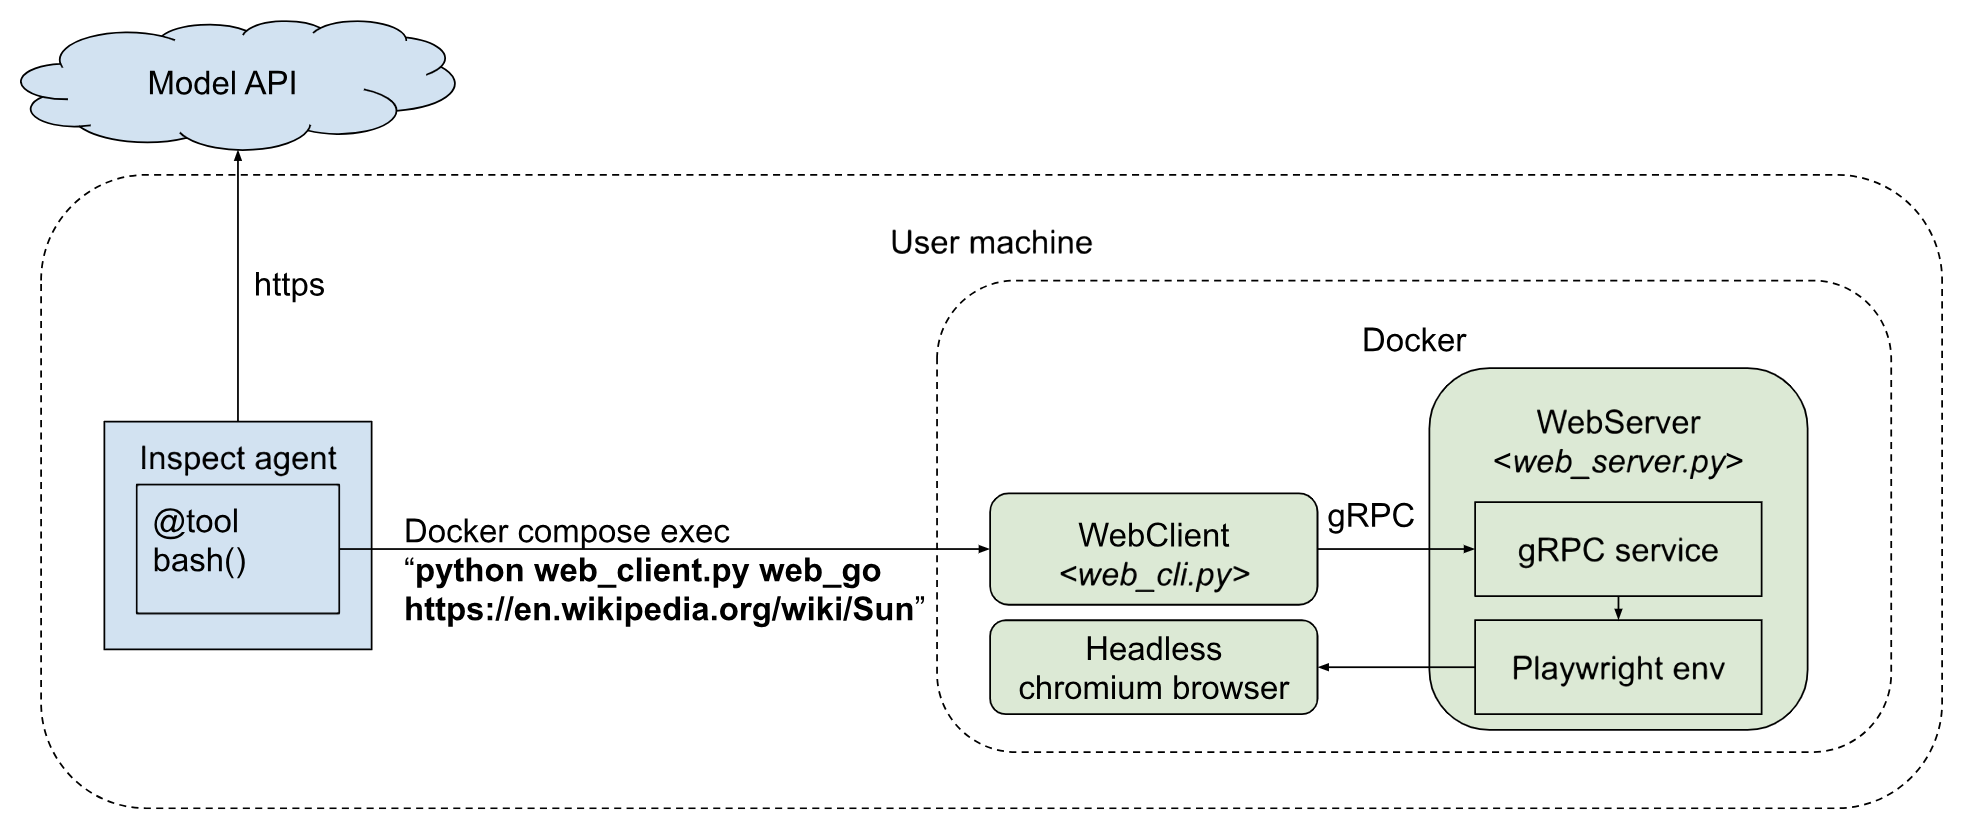 Model API
User machine
https
Docker
Inspect agent
@tool
bash()
Docker compose exec
“python web_client.py web_go
https://en.wikipedia.org/wiki/Sun”
WebClient
<web_cli.py>
Headless
chromium browser
gRPC
WebServer
<web_server.py>
gRPC service
Playwright env